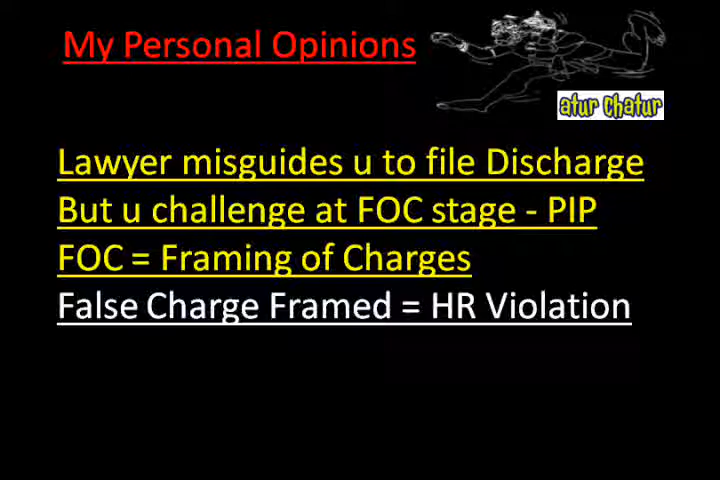 My Personal Opinions
atur chatur
Lawyer misguides u to file Discharge
But u challenge at FOC stage - PIP
FOC = Framing of Charges
False Charge Framed = HR Violation